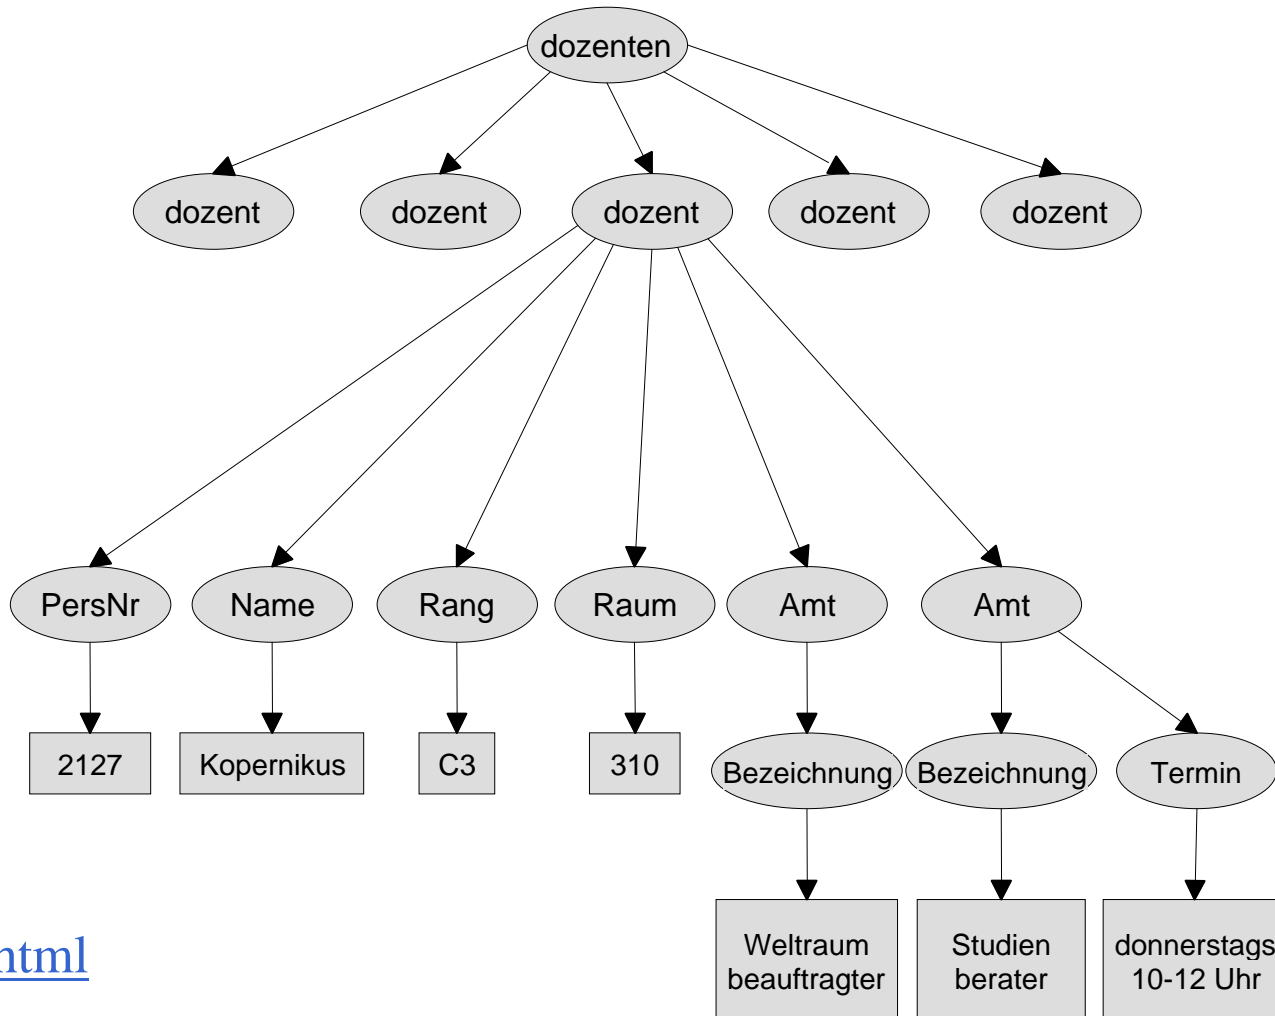 dozenten
dozent dozent dozent dozent dozent
PersNr Name Rang Raum Amt Amt
2127 Kopernikus C3 310 Bezeichnung Bezeichnung Termin
Weltraum
beauftragter
Studien
berater
donnerstags
10-12 Uhr
html